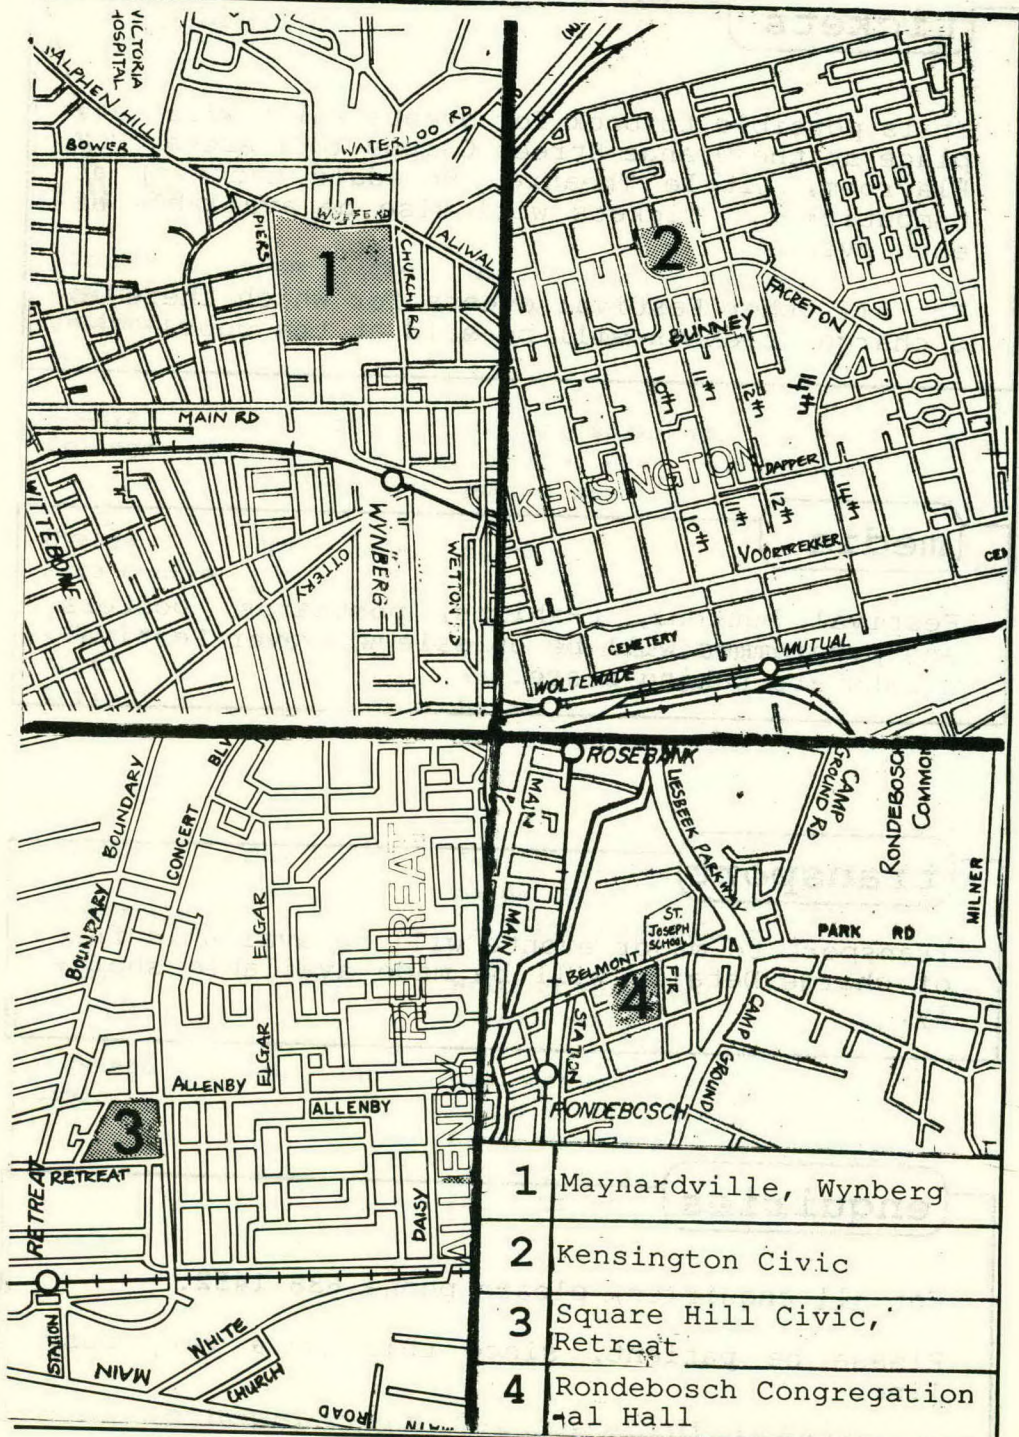 VICTORIA
HOSPITAL
ALPHEN HILL
BOWER
WATERLOO RD
WOLFE RD
PIERS
1
CHURCH RD
ALIWAL
MAIN RD
WITTEBOME
WYNBERG
OTTERY
WETTON RD
2
FACRETON
BUNNEY
10th
11th
12th
14th
KENSINGTON
DAPPER
10th
11th
12th
14th
VOORTREKKER
CEMETERY
WOLTEMADE
MUTUAL
BOUNDARY
BOUNDARY
CONCERT
ELGAR
ELGAR
RETREAT
ALLENBY
ALLENBY
ALLENBY
3
RETREAT
RETREAT
DAISY
STATION
MAIN
WHITE
CHURCH
ROAD
MAIN
ROSEBANK
MAIN
MAIN
LIESBEEK PARKWAY
CAMP
GROUND RD
RONDEBOSCH
COMMON
MILNER
PARK RD
ST.
JOSEPH
SCHOOL
BELMONT
4
FIR
STATION
CAMP
GROUND
RONDEBOSCH
1 Maynardville, Wynberg
2 Kensington Civic
3 Square Hill Civic,
Retreat
4 Rondebosch Congregation
-al Hall